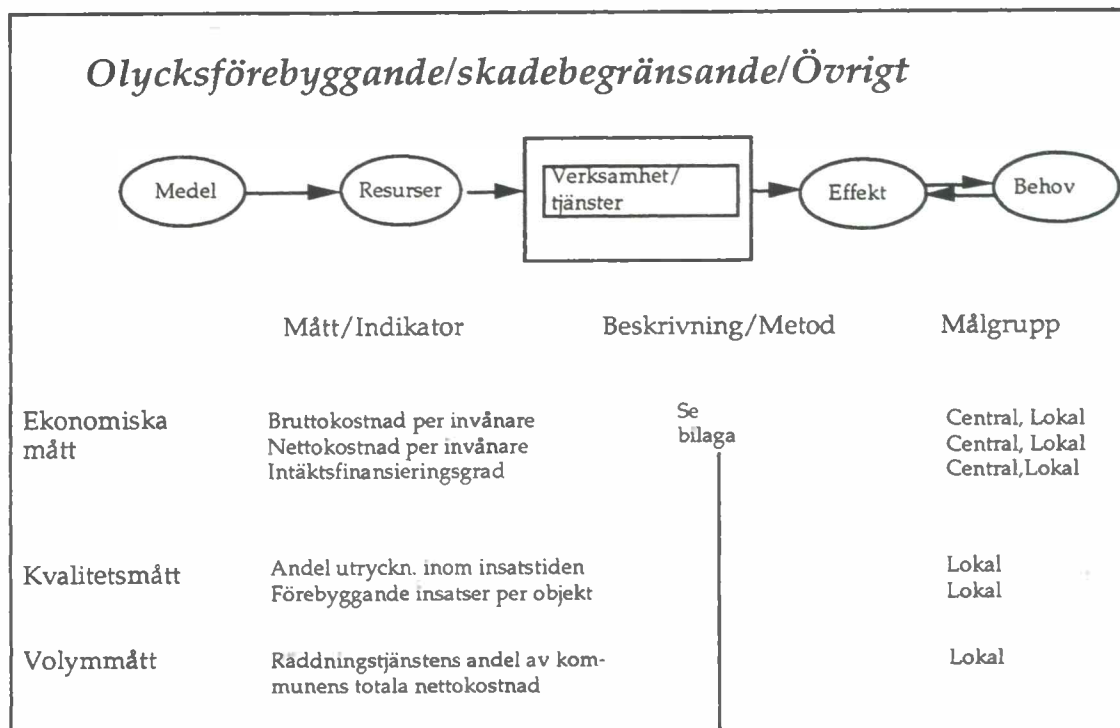 Olycksförebyggande/skadebegränsande/Övrigt
Medel
Resurser
Verksamhet/
tjänster
Effekt
Behov
Mått/Indikator
Beskrivning/Metod
Målgrupp
Ekonomiska
mått
Bruttokostnad per invånare
Nettokostnad per invånare
Intäktsfinansieringsgrad
Se
bilaga
Central, Lokal
Central, Lokal
Central,Lokal
Kvalitetsmått
Andel utryckn. inom insatstiden
Förebyggande insatser per objekt
Lokal
Lokal
Volymmått
Räddningstjänstens andel av kom-
munens totala nettokostnad
Lokal